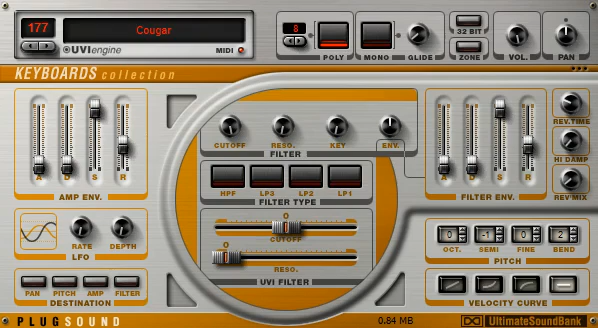 177
Cougar
UVIengine
MIDI
8
POLY
MONO
GLIDE
32 BIT
ZONE
VOL.
PAN
KEYBOARDS collection
A D S R
AMP ENV.
CUTOFF RESO. KEY ENV.
FILTER
HPF LP3 LP2 LP1
FILTER TYPE
0
CUTOFF
0
RESO.
UVI FILTER
A D S R
FILTER ENV.
REV.TIME
HI DAMP
REV'MIX
RATE DEPTH
LFO
PAN PITCH AMP FILTER
DESTINATION
0 -1 0 2
OCT. SEMI FINE BEND
PITCH
VELOCITY CURVE
PLUGSOUND
0.84 MB
UltimateSoundBank